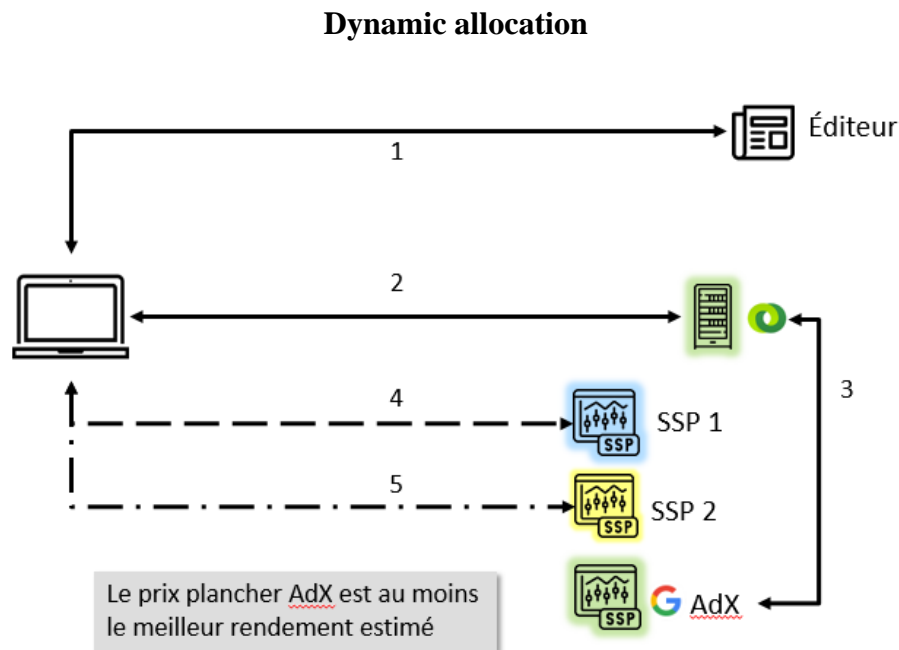 Dynamic allocation
Éditeur
1
2
3
4
SSP
SSP 1
5
SSP
SSP 2
SSP
G AdX
Le prix plancher AdX est au moins
le meilleur rendement estimé